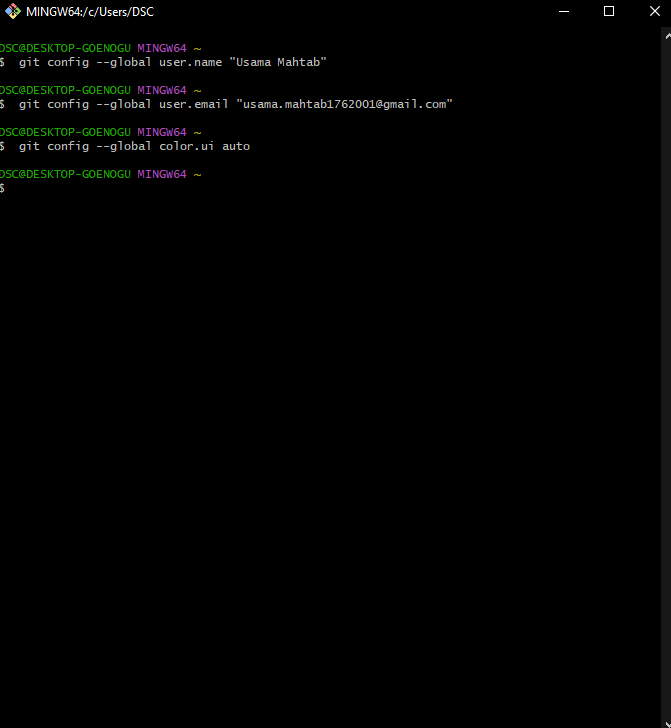 MINGW64:/c/Users/DSC
DSC@DESKTOP-GOENOGU MINGW64 ~
$  git config --global user.name "Usama Mahtab"
DSC@DESKTOP-GOENOGU MINGW64 ~
$  git config --global user.email "usama.mahtab1762001@gmail.com"
DSC@DESKTOP-GOENOGU MINGW64 ~
$  git config --global color.ui auto
DSC@DESKTOP-GOENOGU MINGW64 ~
$